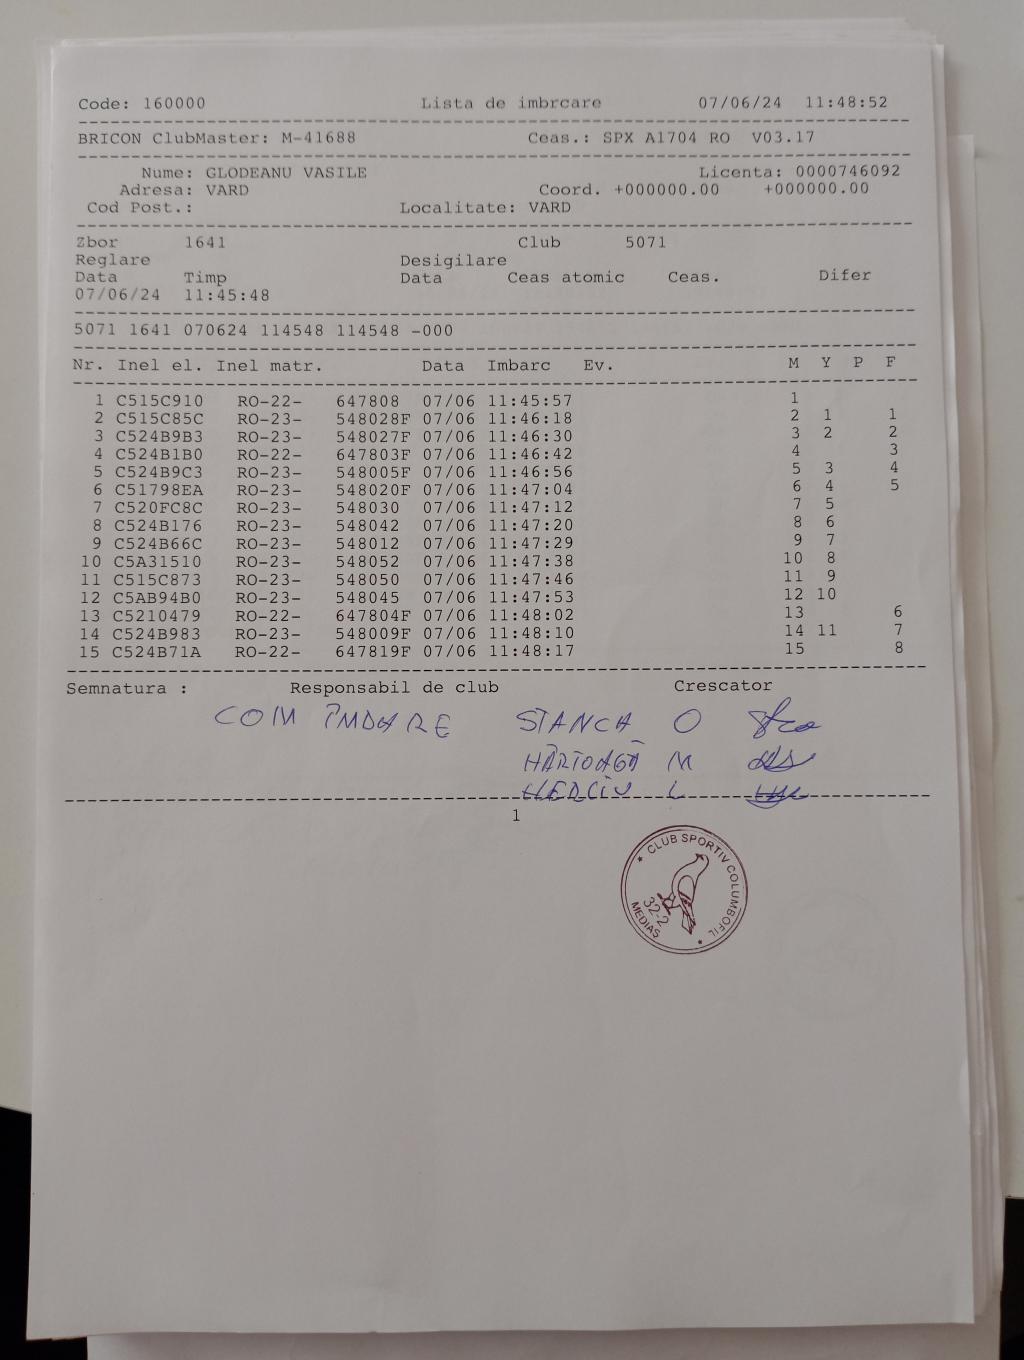 Code: 160000 Lista de imbrcare 07/06/24 11:48:52
BRICON ClubMaster: M-41688 Ceas.: SPX A1704 RO V03.17
Nume: GLODEANU VASILE Licenta: 0000746092
Adresa: VARD Coord. +000000.00 +000000.00
Cod Post.: Localitate: VARD
Zbor 1641 Club 5071
Reglare Desigilare
Data Timp Data Ceas atomic Ceas. Difer
07/06/24 11:45:48
5071 1641 070624 114548 114548 -000
Nr. Inel el. Inel matr. Data Imbarc Ev. M Y P F
1 C515C910 RO-22- 647808 07/06 11:45:57 1
2 C515C85C RO-23- 548028F 07/06 11:46:18 2 1 1
3 C524B9B3 RO-23- 548027F 07/06 11:46:30 3 2 2
4 C524B1B0 RO-22- 647803F 07/06 11:46:42 4 3
5 C524B9C3 RO-23- 548005F 07/06 11:46:56 5 3 4
6 C51798EA RO-23- 548020F 07/06 11:47:04 6 4 5
7 C520FC8C RO-23- 548030 07/06 11:47:12 7 5
8 C524B176 RO-23- 548042 07/06 11:47:20 8 6
9 C524B66C RO-23- 548012 07/06 11:47:29 9 7
10 C5A31510 RO-23- 548052 07/06 11:47:38 10 8
11 C515C873 RO-23- 548050 07/06 11:47:46 11 9
12 C5AB94B0 RO-23- 548045 07/06 11:47:53 12 10
13 C5210479 RO-22- 647804F 07/06 11:48:02 13 6
14 C524B983 RO-23- 548009F 07/06 11:48:10 14 11 7
15 C524B71A RO-22- 647819F 07/06 11:48:17 15 8
Semnatura : Responsabil de club Crescator
COM STANCA O
HĂRTOAGĂ M
HERCIU L
1
CLUB SPORTIV COLUMBOFIL
32-2
MEDIAS